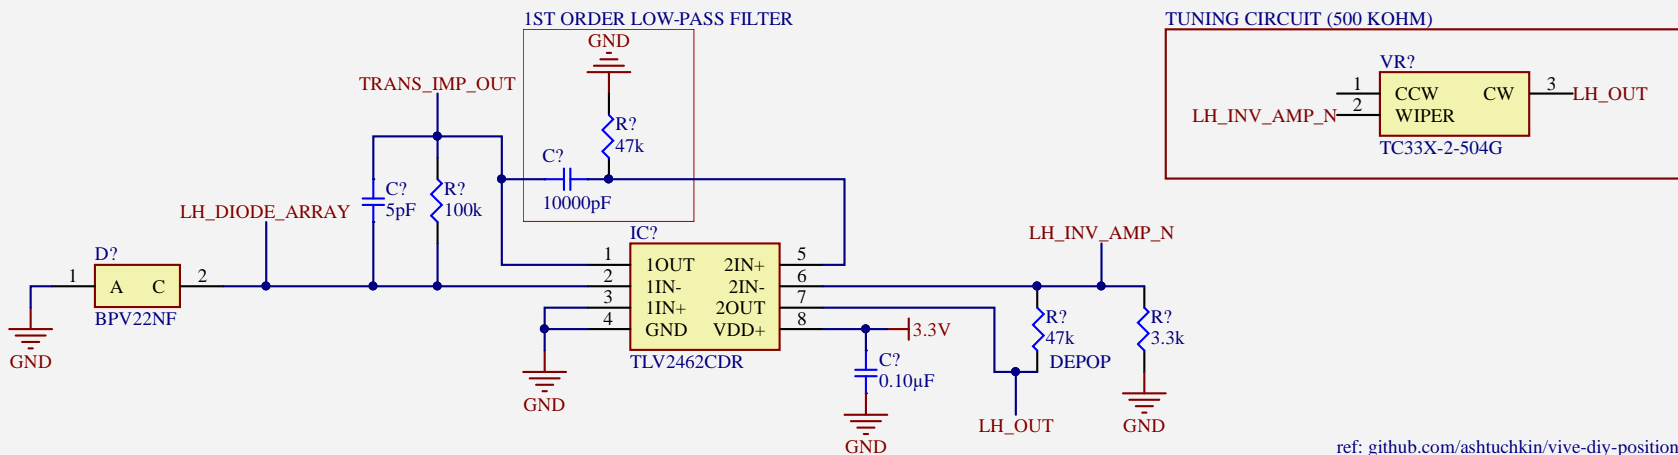 1ST ORDER LOW-PASS FILTER
TUNING CIRCUIT (500 KOHM)
GND
VR?
TRANS_IMP_OUT
1 CCW CW 3 LH_OUT
LH_INV_AMP_N 2 WIPER
R?
47k
TC33X-2-504G
C?
10000pF
C?
5pF
R?
100k
LH_DIODE_ARRAY
IC?
LH_INV_AMP_N
D?
1 A C 2
BPV22NF
GND
1 1OUT 2IN+ 5
2 1IN- 2IN- 6
3 1IN+ 2OUT 7
4 GND VDD+ 8
TLV2462CDR
3.3V
R?
47k
DEPOP
R?
3.3k
C?
0.10µF
GND
GND
LH_OUT
GND
ref: github.com/ashtuchkin/vive-diy-position